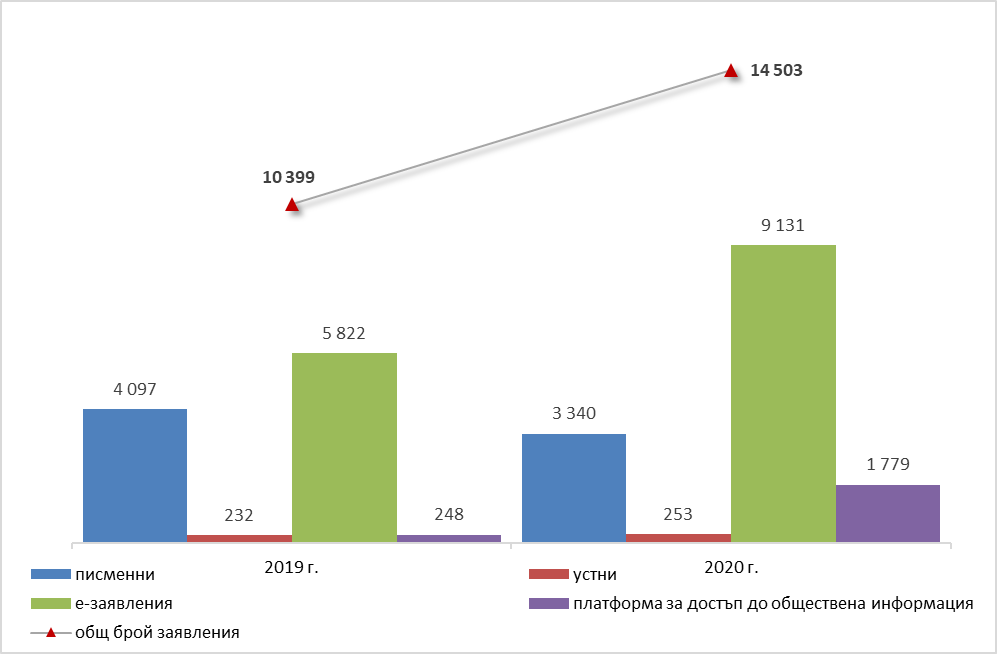 14 503
10 399
9 131
5 822
4 097
3 340
1 779
232
248
253
2019 г.
2020 г.
писменни
устни
е-заявления
платформа за достъп до обществена информация
общ брой заявления